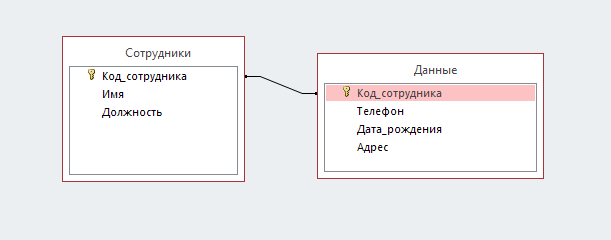 Сотрудники
Код_сотрудника
Имя
Должность
Данные
Код_сотрудника
Телефон
Дата_рождения
Адрес